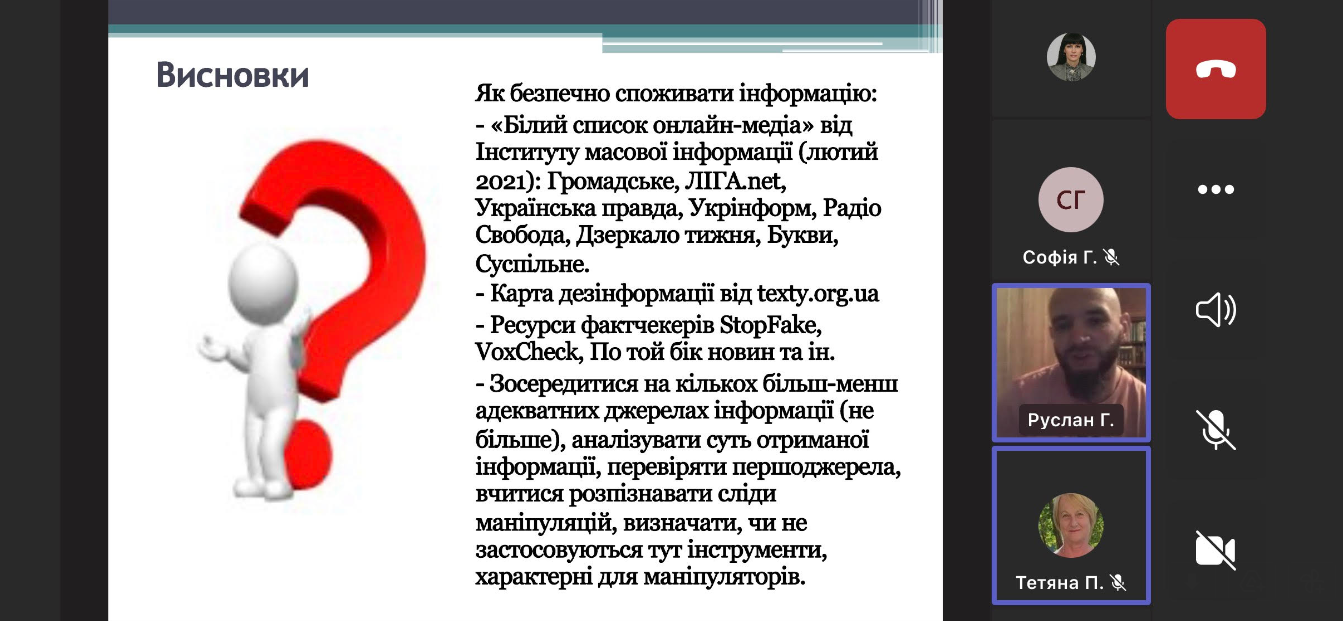 Висновки
Як безпечно споживати інформацію:
- «Білий список онлайн-медіа» від
Інституту масової інформації (лютий
2021): Громадське, ЛІГА.net,
Українська правда, Укрінформ, Радіо
Свобода, Дзеркало тижня, Букви,
Суспільне.
- Карта дезінформації від texty.org.ua
- Ресурси фактчекерів StopFake,
VoxCheck, По той бік новин та ін.
- Зосередитися на кількох більш-менш
адекватних джерелах інформації (не
більше), аналізувати суть отриманої
інформації, перевіряти першоджерела,
вчитися розпізнавати сліди
маніпуляцій, визначати, чи не
застосовуються тут інструменти,
характерні для маніпуляторів.
СГ
Софія Г.
Руслан Г.
Тетяна П.